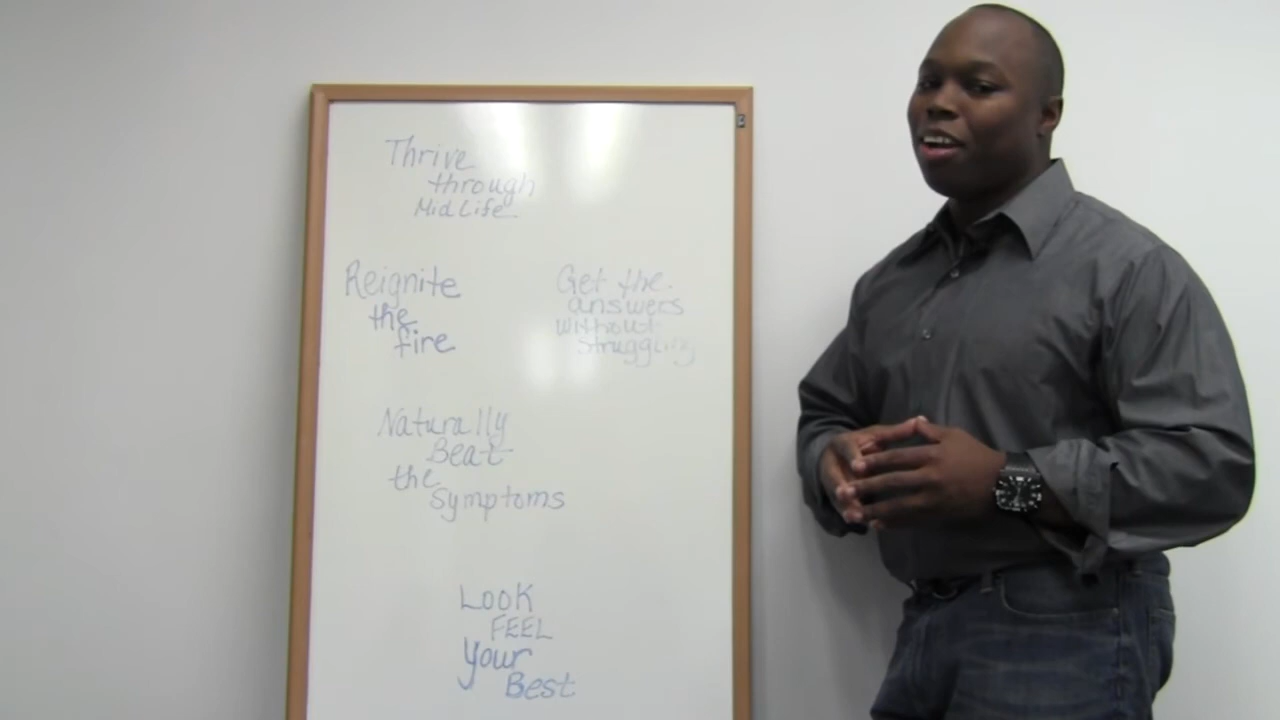 Thrive
through
MidLife
Reignite
the
fire
Get the
answers
Without
Struggling
Naturally
Beat
the
Symptoms
LOOK
FEEL
your
Best